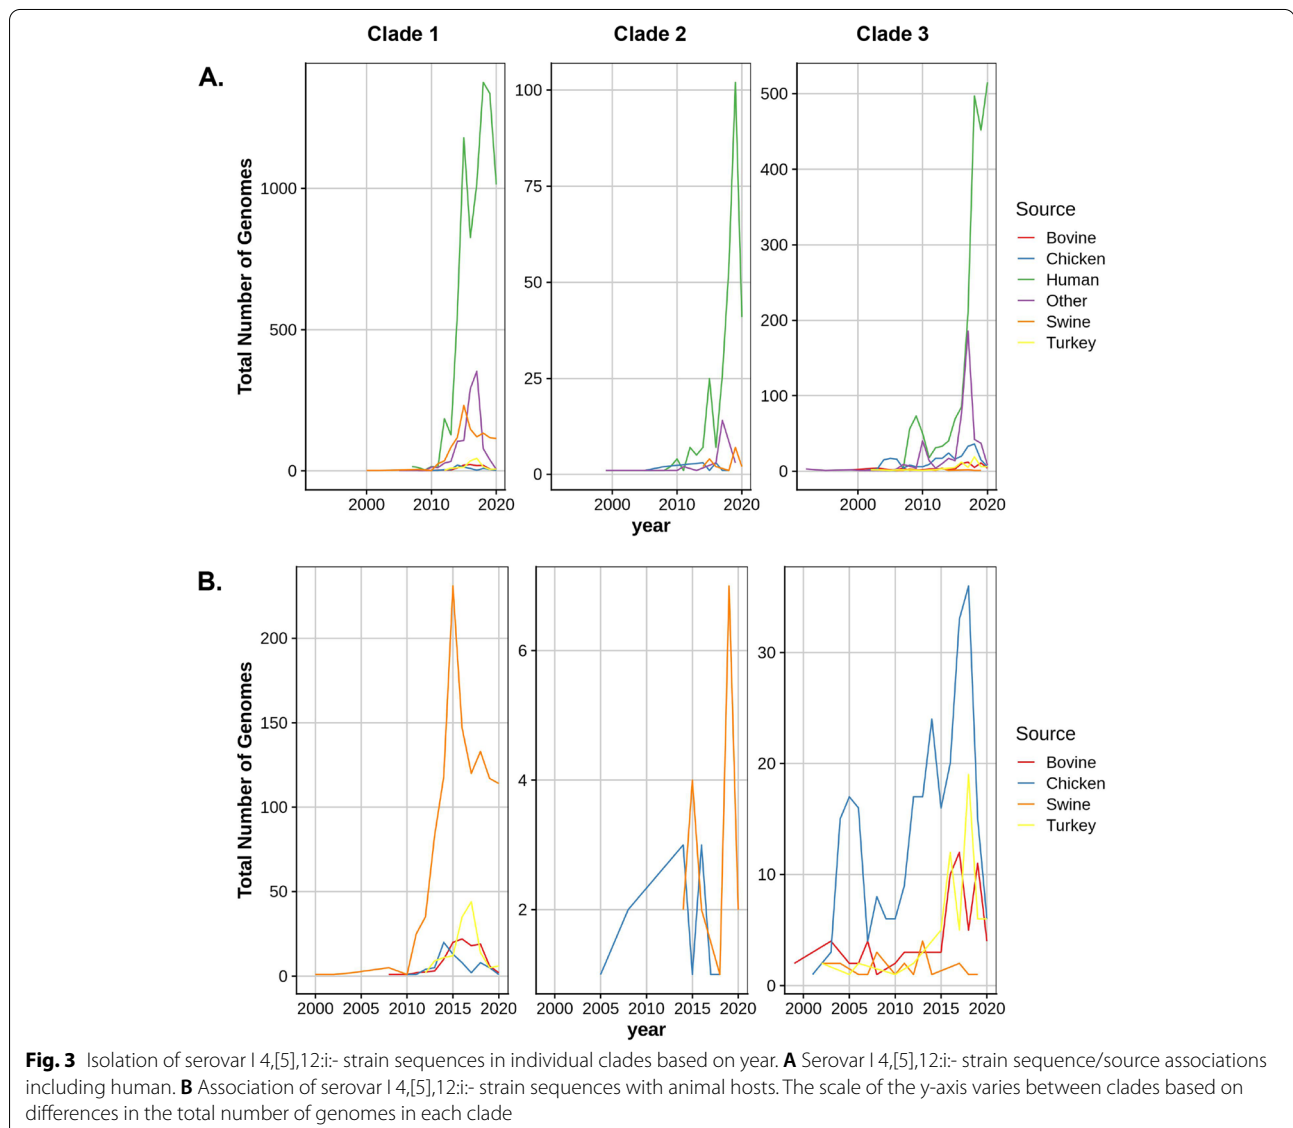 Clade 1
Clade 2
Clade 3
A.
Total Number of Genomes
1000
500
0
2000
2010
2020
100
75
50
25
0
2000
2010
2020
year
500
400
300
200
100
0
2000
2010
2020
Source
Bovine
Chicken
Human
Other
Swine
Turkey
B.
Total Number of Genomes
200
150
100
50
0
2000
2005
2010
2015
2020
6
4
2
2000
2005
2010
2015
2020
year
30
20
10
0
2000
2005
2010
2015
2020
Source
Bovine
Chicken
Swine
Turkey
Fig. 3 Isolation of serovar I 4,[5],12:i:- strain sequences in individual clades based on year. A Serovar I 4,[5],12:i:- strain sequence/source associations
including human. B Association of serovar I 4,[5],12:i:- strain sequences with animal hosts. The scale of the y-axis varies between clades based on
differences in the total number of genomes in each clade